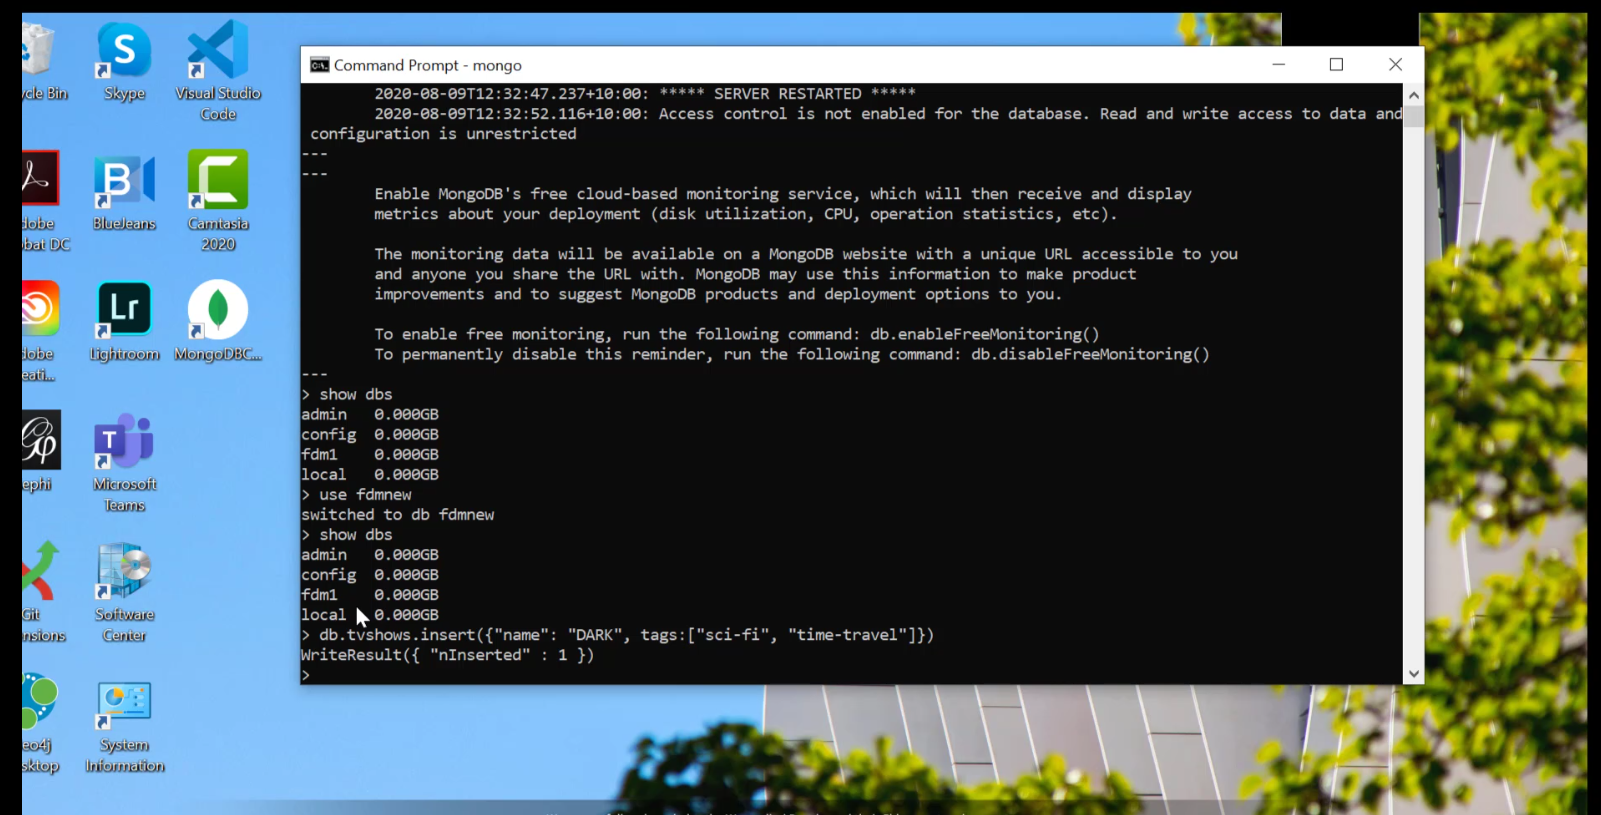 Command Prompt - mongo
2020-08-09T12:32:47.237+10:00: ***** SERVER RESTARTED *****
2020-08-09T12:32:52.116+10:00: Access control is not enabled for the database. Read and write access to data and
configuration is unrestricted
---
---
Enable MongoDB's free cloud-based monitoring service, which will then receive and display
metrics about your deployment (disk utilization, CPU, operation statistics, etc).
The monitoring data will be available on a MongoDB website with a unique URL accessible to you
and anyone you share the URL with. MongoDB may use this information to make product
improvements and to suggest MongoDB products and deployment options to you.
To enable free monitoring, run the following command: db.enableFreeMonitoring()
To permanently disable this reminder, run the following command: db.disableFreeMonitoring()
---
> show dbs
admin 0.000GB
config 0.000GB
fdm1 0.000GB
local 0.000GB
> use fdmnew
switched to db fdmnew
> show dbs
admin 0.000GB
config 0.000GB
fdm1 0.000GB
local 0.000GB
> db.tvshows.insert({"name": "DARK", tags:["sci-fi", "time-travel"]})
WriteResult({ "nInserted" : 1 })
>
ycle Bin
Skype
Visual Studio
Code
dobe
obat DC
BlueJeans
Camtasia
2020
dobe
eati...
Lightroom
MongoDBC...
ephi
Microsoft
Teams
Git
nsions
Software
Center
eo4j
sktop
System
Information